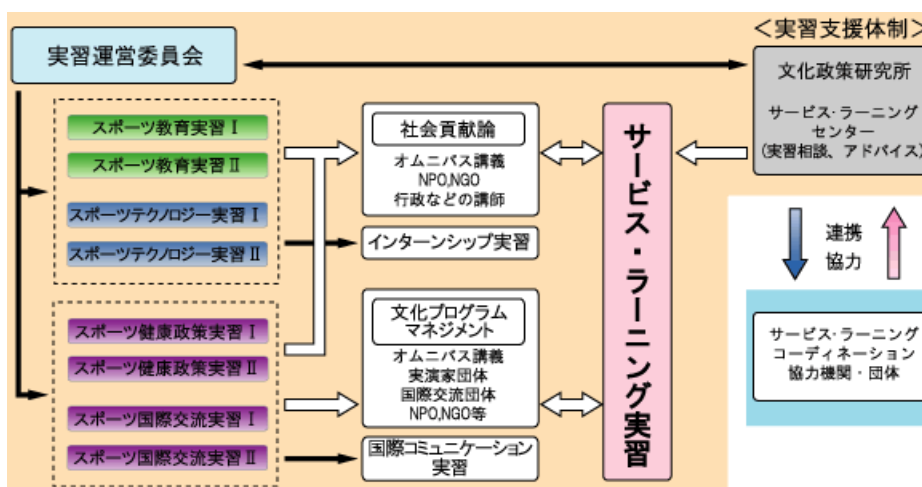 実習運営委員会
スポーツ教育実習Ⅰ
スポーツ教育実習Ⅱ
スポーツテクノロジー実習Ⅰ
スポーツテクノロジー実習Ⅱ
スポーツ健康政策実習Ⅰ
スポーツ健康政策実習Ⅱ
スポーツ国際交流実習Ⅰ
スポーツ国際交流実習Ⅱ
社会貢献論
オムニバス講義
NPO,NGO
行政などの講師
インターンシップ実習
文化プログラム
マネジメント
オムニバス講義
実演家団体
国際交流団体
NPO,NGO等
国際コミュニケーション
実習
サービス・ラーニング実習
<実習支援体制>
文化政策研究所
サービス・ラーニング
センター
(実習相談、アドバイス)
連携
協力
サービス・ラーニング
コーディネーション
協力機関・団体